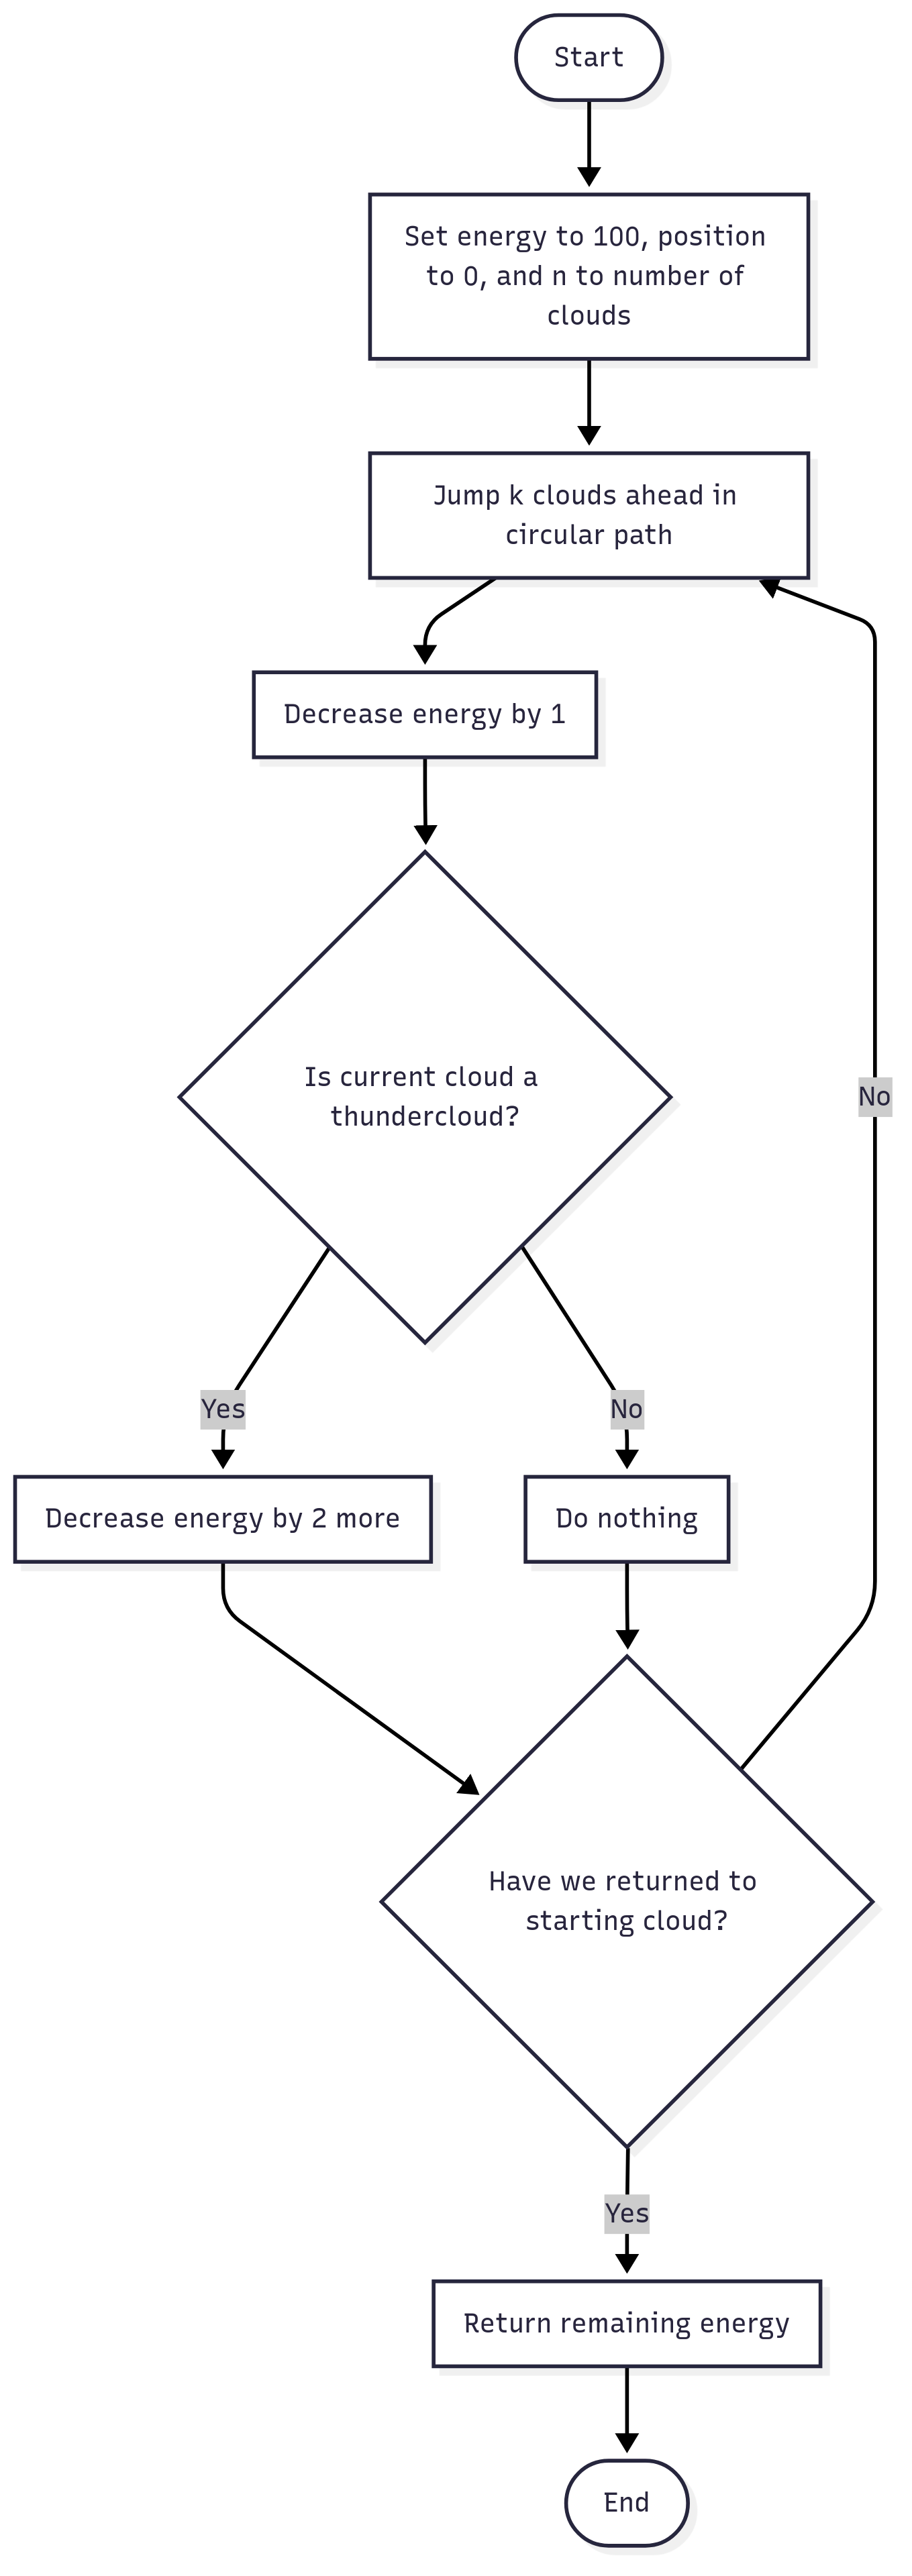 Start
Set energy to 100, position
to 0, and n to number of
clouds
Jump k clouds ahead in
circular path
Decrease energy by 1
Is current cloud a
thundercloud?
No
Yes
No
Decrease energy by 2 more
Do nothing
Have we returned to
starting cloud?
Yes
Return remaining energy
End